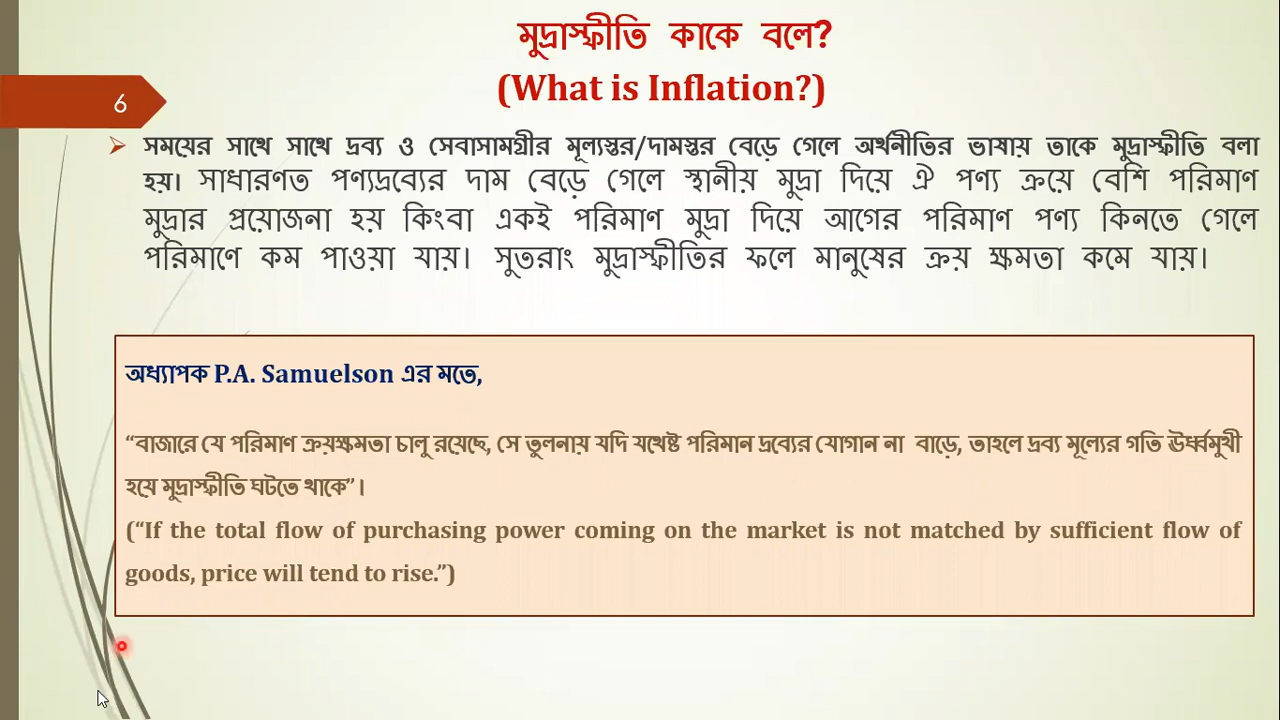 মুদ্রাস্ফীতি কাকে বলে?
(What is Inflation?)
6
➢ সময়ের সাথে সাথে দ্রব্য ও সেবাসামগ্রীর মূল্যস্তর/দামস্তর বেড়ে গেলে অর্থনীতির ভাষায় তাকে মুদ্রাস্ফীতি বলা
হয়। সাধারণত পণ্যদ্রব্যের দাম বেড়ে গেলে স্থানীয় মুদ্রা দিয়ে ঐ পণ্য ক্রয়ে বেশি পরিমাণ
মুদ্রার প্রয়োজনা হয় কিংবা একই পরিমাণ মুদ্রা দিয়ে আগের পরিমাণ পণ্য কিনতে গেলে
পরিমাণে কম পাওয়া যায়। সুতরাং মুদ্রাস্ফীতির ফলে মানুষের ক্রয় ক্ষমতা কমে যায়।
অধ্যাপক P.A. Samuelson এর মতে,
“বাজারে যে পরিমাণ ক্রয়ক্ষমতা চালু রয়েছে, সে তুলনায় যদি যথেষ্ট পরিমান দ্রব্যের যোগান না বাড়ে, তাহলে দ্রব্য মূল্যের গতি ঊর্ধ্বমুখী
হয়ে মুদ্রাস্ফীতি ঘটতে থাকে”।
(“If the total flow of purchasing power coming on the market is not matched by sufficient flow of
goods, price will tend to rise.”)